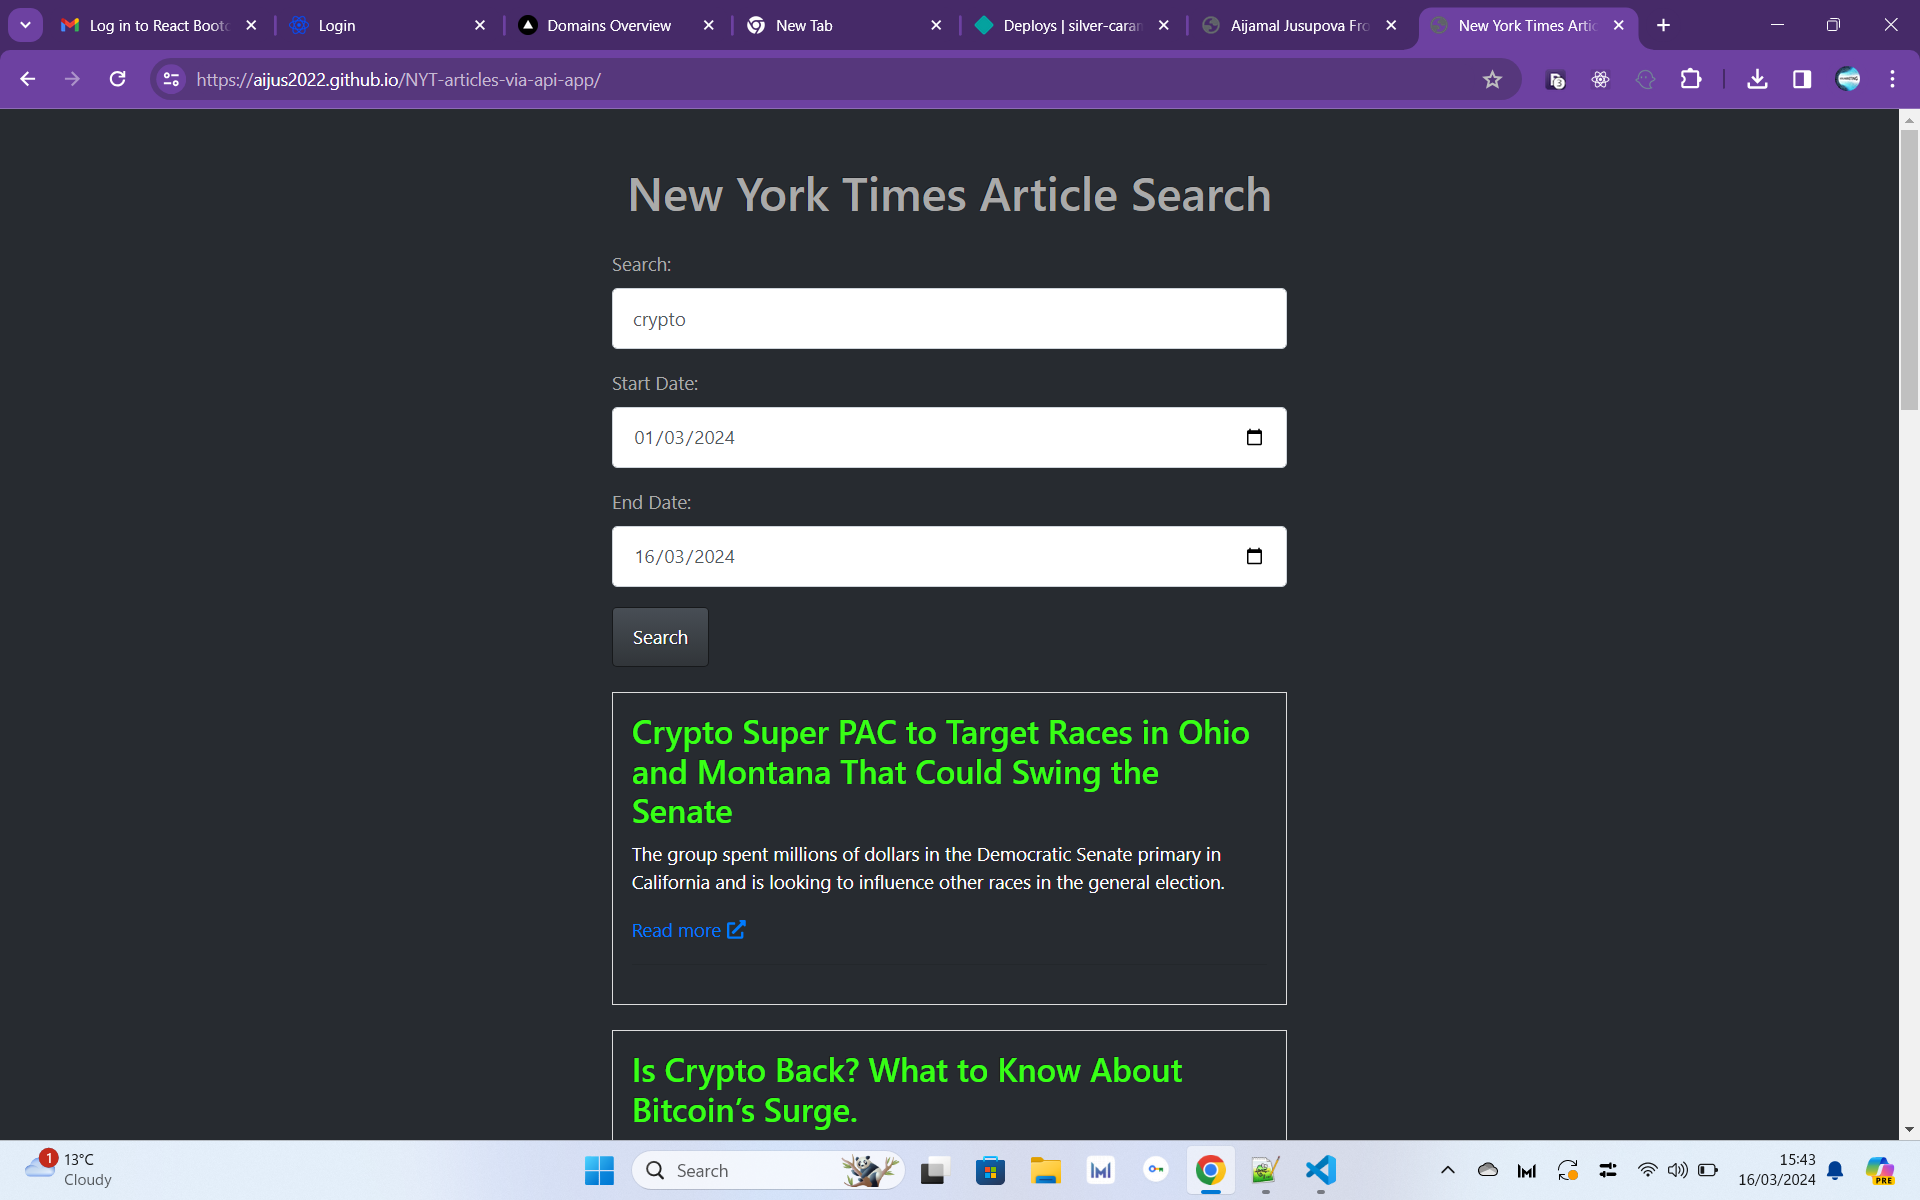 Log in to React Boot
Login
Domains Overview
New Tab
Deploys | silver-caram
Aijamal Jusupova Fro
New York Times Artic
https://aijus2022.github.io/NYT-articles-via-api-app/
3
New York Times Article Search
Search:
crypto
Start Date:
01/03/2024
End Date:
16/03/2024
Search
Crypto Super PAC to Target Races in Ohio
and Montana That Could Swing the
Senate
The group spent millions of dollars in the Democratic Senate primary in
California and is looking to influence other races in the general election.
Read more
Is Crypto Back? What to Know About
Bitcoin’s Surge.
1
13°C
Cloudy
Search
PRE
15:43
16/03/2024